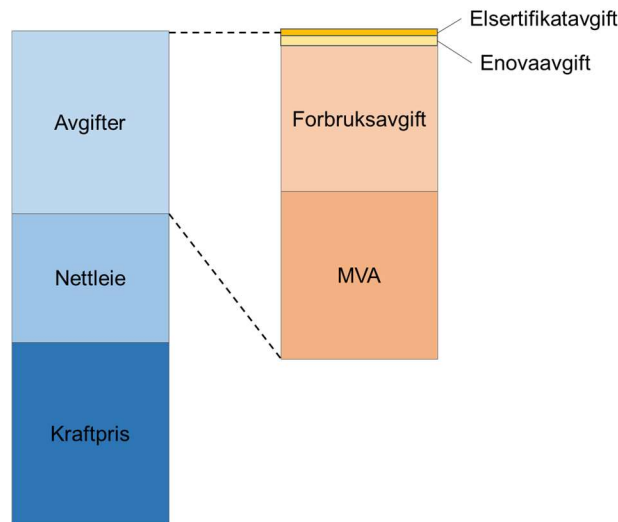 Elsertifikatavgift
Enovaavgift
Avgifter
Forbruksavgift
Nettleie
MVA
Kraftpris